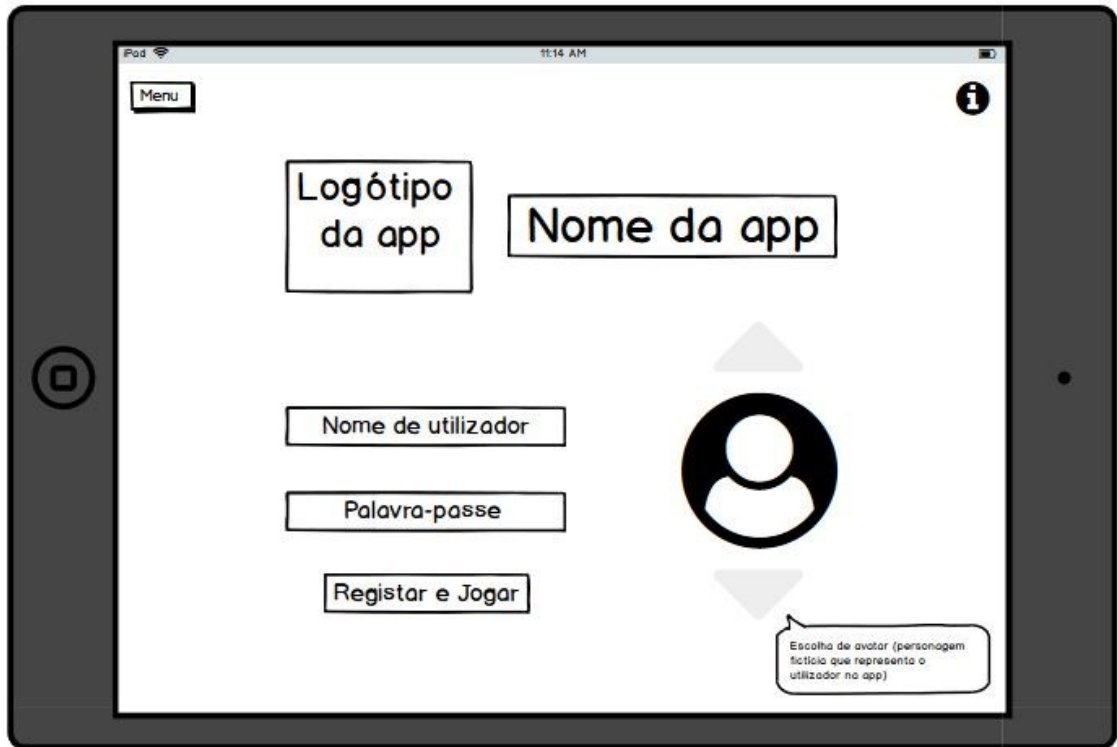 iPad
11:14 AM
Menu
Logótipo
da app
Nome da app
Nome de utilizador
Palavra-passe
Registar e Jogar
Escolha de avatar (personagem
fictícia que representa o
utilizador na app)